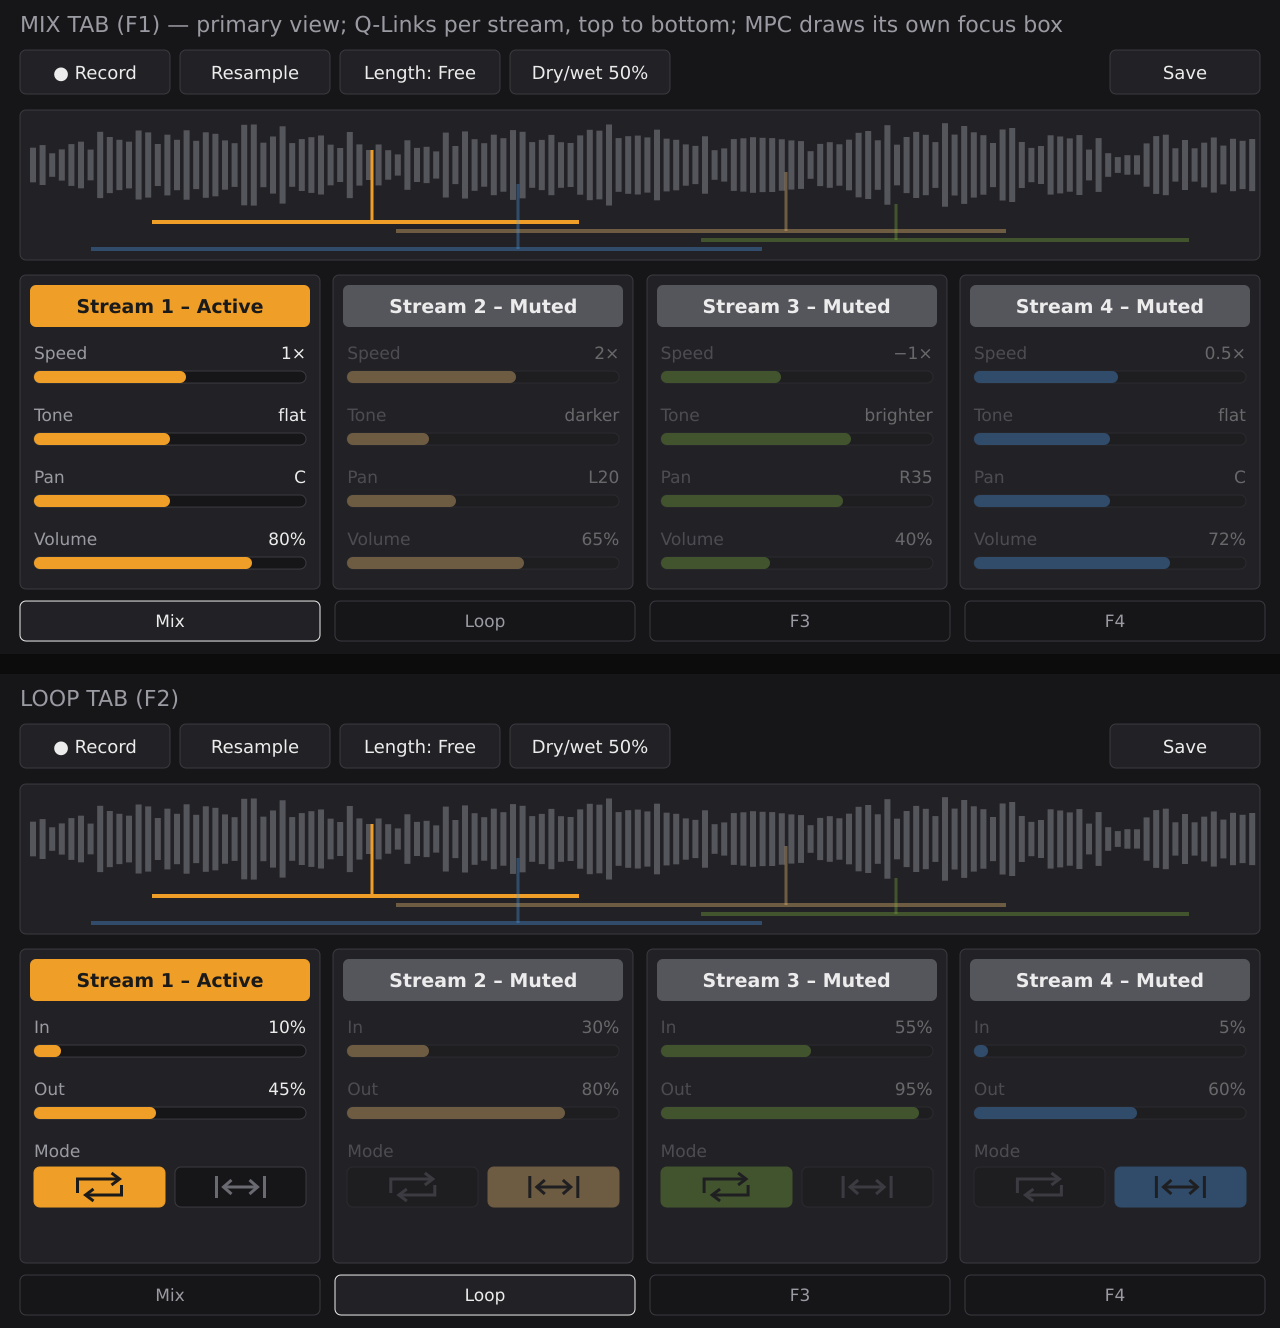 MIX TAB (F1) — primary view; Q-Links per stream, top to bottom; MPC draws its own focus box
● Record Resample Length: Free Dry/wet 50% Save
Stream 1 – Active Stream 2 – Muted Stream 3 – Muted Stream 4 – Muted
Speed 1× Speed 2× Speed −1× Speed 0.5×
Tone flat Tone darker Tone brighter Tone flat
Pan C Pan L20 Pan R35 Pan C
Volume 80% Volume 65% Volume 40% Volume 72%
Mix Loop F3 F4
LOOP TAB (F2)
● Record Resample Length: Free Dry/wet 50% Save
Stream 1 – Active Stream 2 – Muted Stream 3 – Muted Stream 4 – Muted
In 10% In 30% In 55% In 5%
Out 45% Out 80% Out 95% Out 60%
Mode Mode Mode Mode
Mix Loop F3 F4